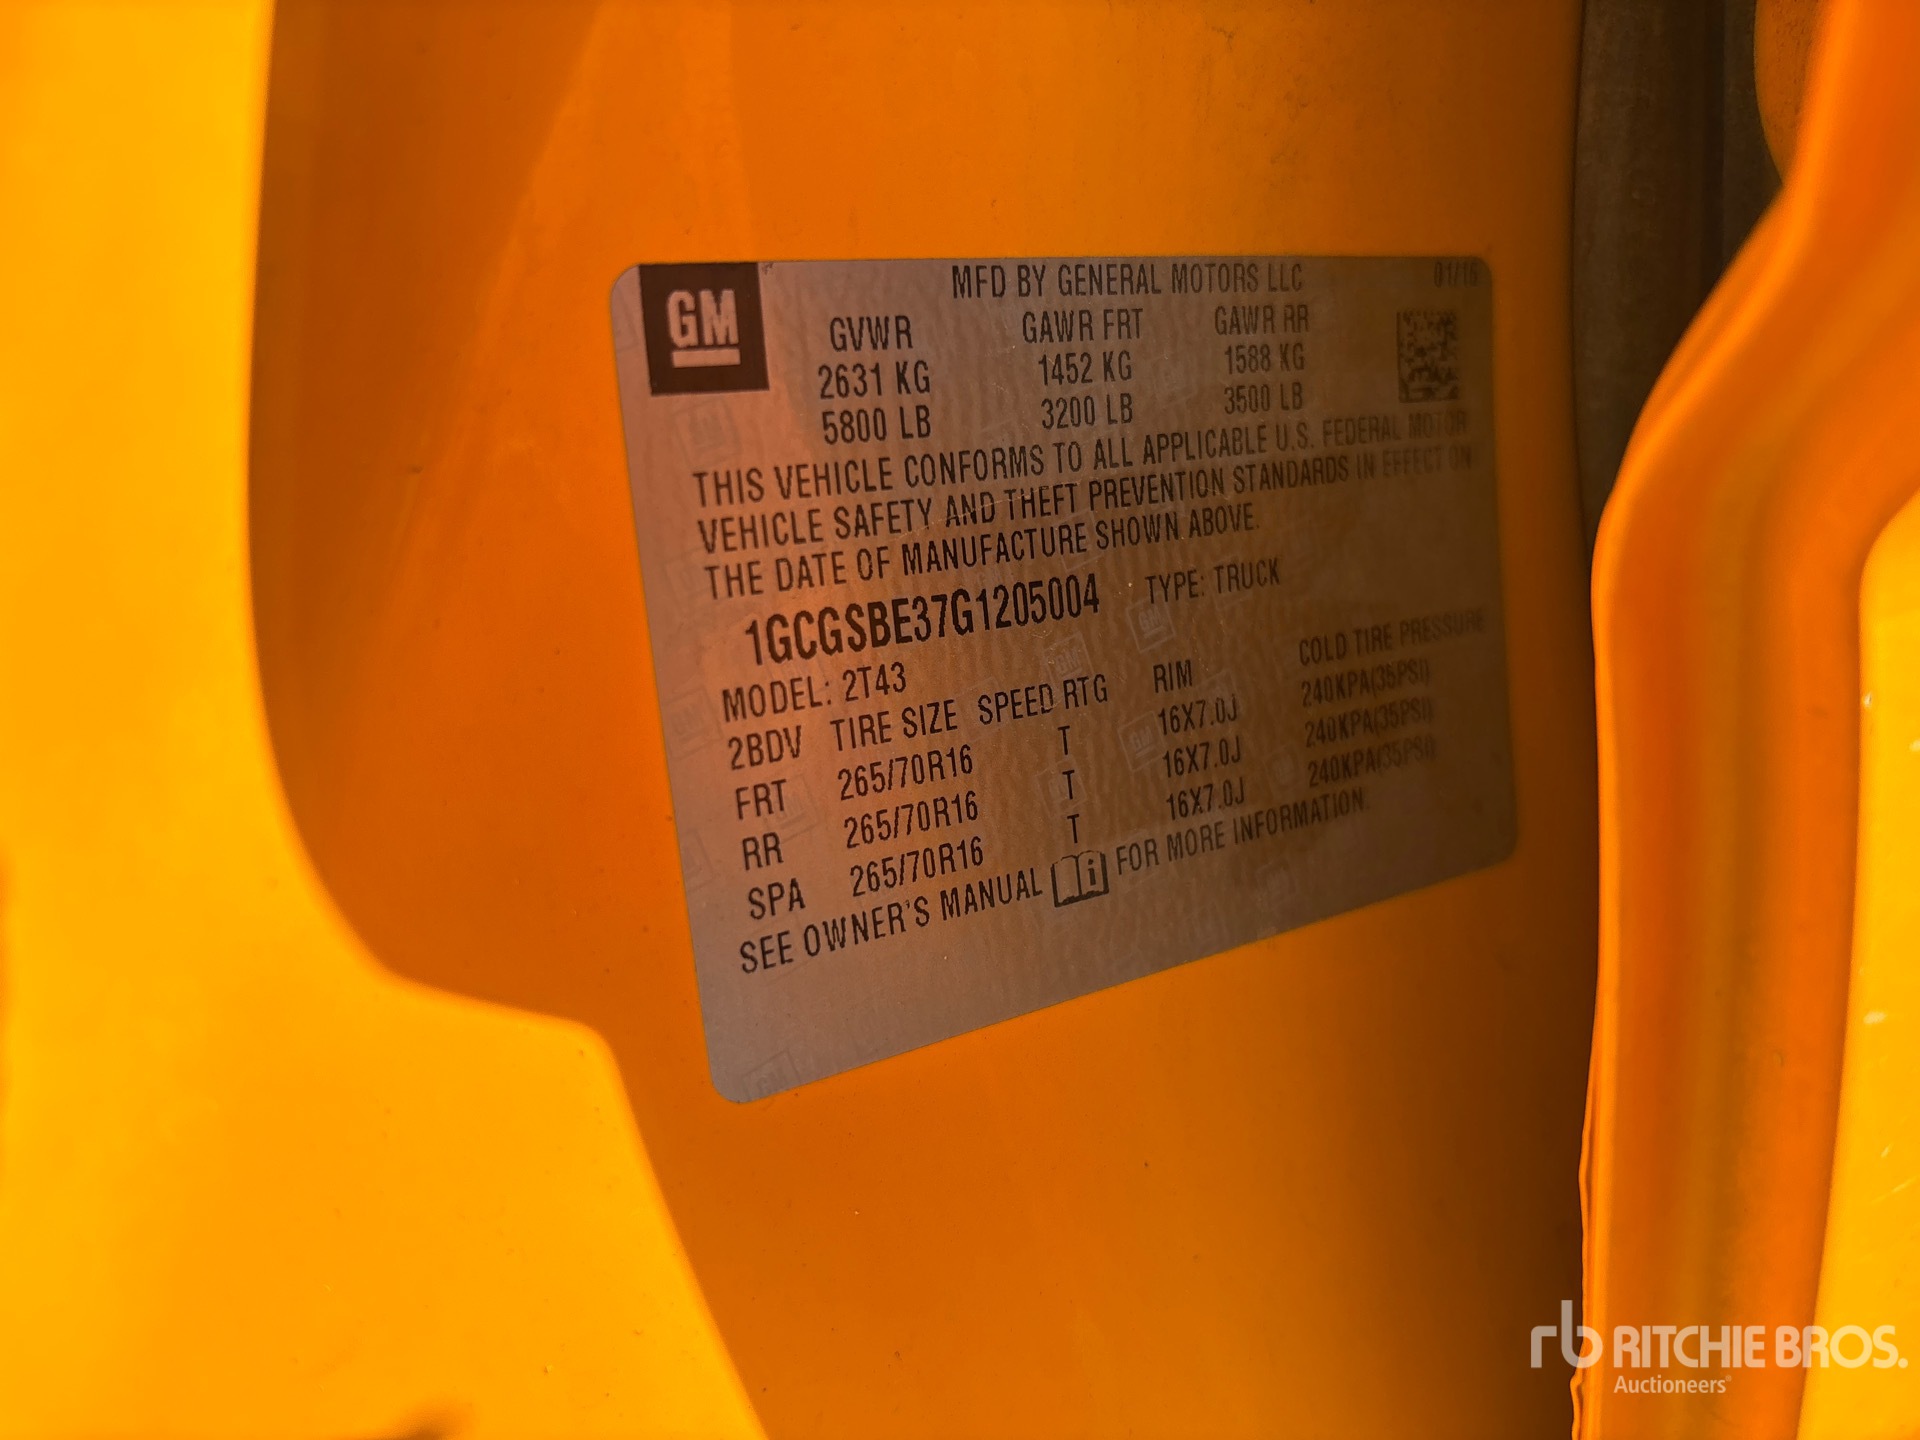 GM
MFD BY GENERAL MOTORS LLC 01/16
GVWR GAWR FRT GAWR RR
2631 KG 1452 KG 1588 KG
5800 LB 3200 LB 3500 LB
THIS VEHICLE CONFORMS TO ALL APPLICABLE U.S. FEDERAL MOTOR
VEHICLE SAFETY AND THEFT PREVENTION STANDARDS IN EFFECT ON
THE DATE OF MANUFACTURE SHOWN ABOVE.
1GCGSBE37G1205004 TYPE: TRUCK
MODEL: 2T43
2BDV TIRE SIZE SPEED RTG RIM COLD TIRE PRESSURE
FRT 265/70R16 T 16X7.0J 240KPA(35PSI)
RR 265/70R16 T 16X7.0J 240KPA(35PSI)
SPA 265/70R16 T 16X7.0J 240KPA(35PSI)
SEE OWNER'S MANUAL FOR MORE INFORMATION.
rb RITCHIE BROS.
Auctioneers